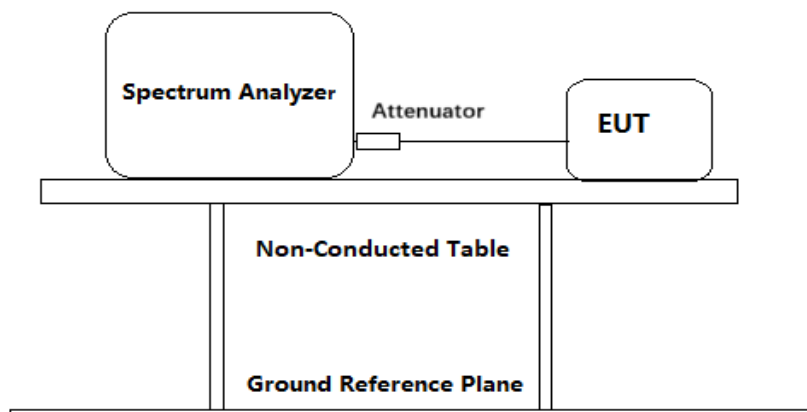 Spectrum Analyzer
Attenuator
EUT
Non-Conducted Table
Ground Reference Plane